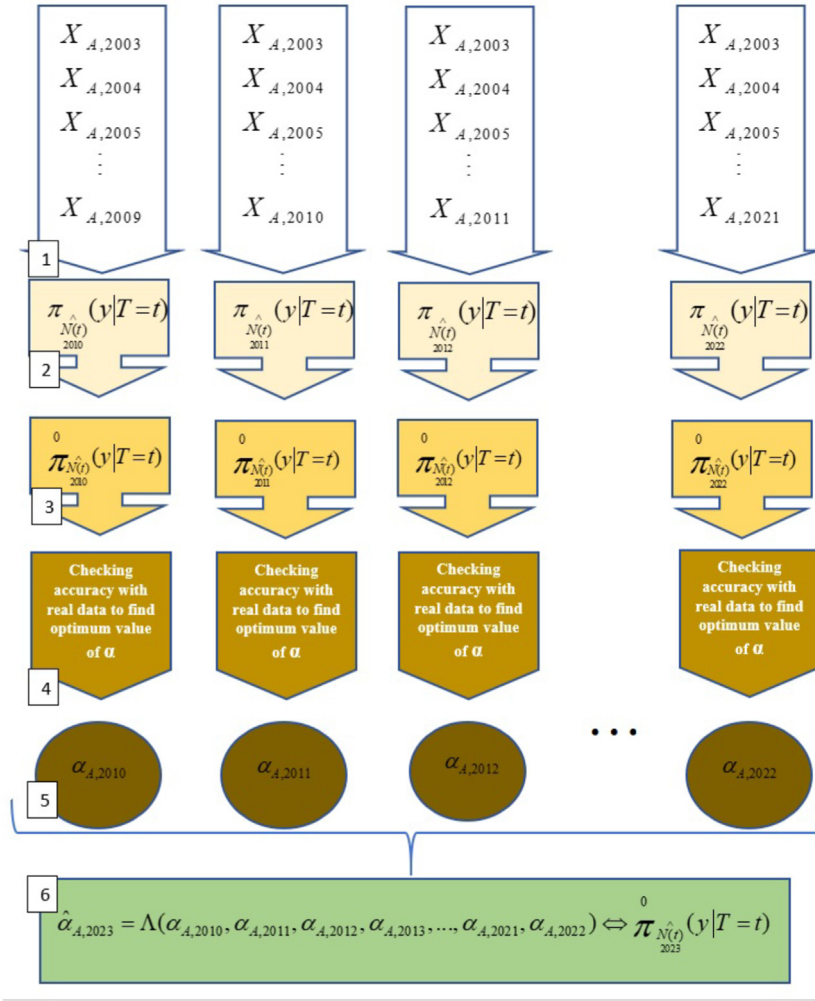 X A,2003 X A,2003 X A,2003 X A,2003
X A,2004 X A,2004 X A,2004 X A,2004
X A,2005 X A,2005 X A,2005 X A,2005
⋮ ⋮ ⋮ ⋮
X A,2009 X A,2010 X A,2011 X A,2021
1
π N̂(t) 2010 (y|T=t) π N̂(t) 2011 (y|T=t) π N̂(t) 2012 (y|T=t) π N̂(t) 2022 (y|T=t)
2
0 0 0 0
π N̂(t) 2010 (y|T=t) π N̂(t) 2011 (y|T=t) π N̂(t) 2012 (y|T=t) π N̂(t) 2022 (y|T=t)
3
Checking Checking Checking Checking
accuracy with accuracy with accuracy with accuracy with
real data to find real data to find real data to find real data to find
optimum value optimum value optimum value optimum value
of α of α of α of α
4
• • •
α A,2010 α A,2011 α A,2012 α A,2022
5
6
α̂ A,2023 = Λ(α A,2010, α A,2011, α A,2012, α A,2013, ..., α A,2021, α A,2022) ⇔ 0 π N̂(t) 2023 (y|T = t)